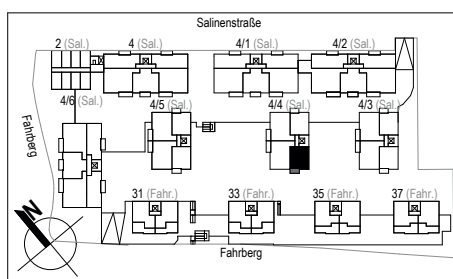 Salinenstraße
2 (Sal.) 4 (Sal.) 4/1 (Sal.) 4/2 (Sal.)
4/6 (Sal.) 4/5 (Sal.) 4/4 (Sal.) 4/3 (Sal.)
Fahrberg
31 (Fahr.) 33 (Fahr.) 35 (Fahr.) 37 (Fahr.)
N
Fahrberg